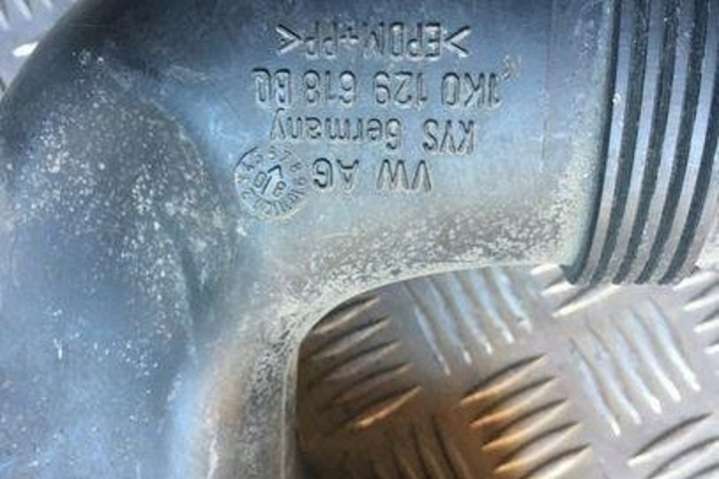 VW AG
KVS Germany
1K0 129 618 BQ
>EPDM+PP<